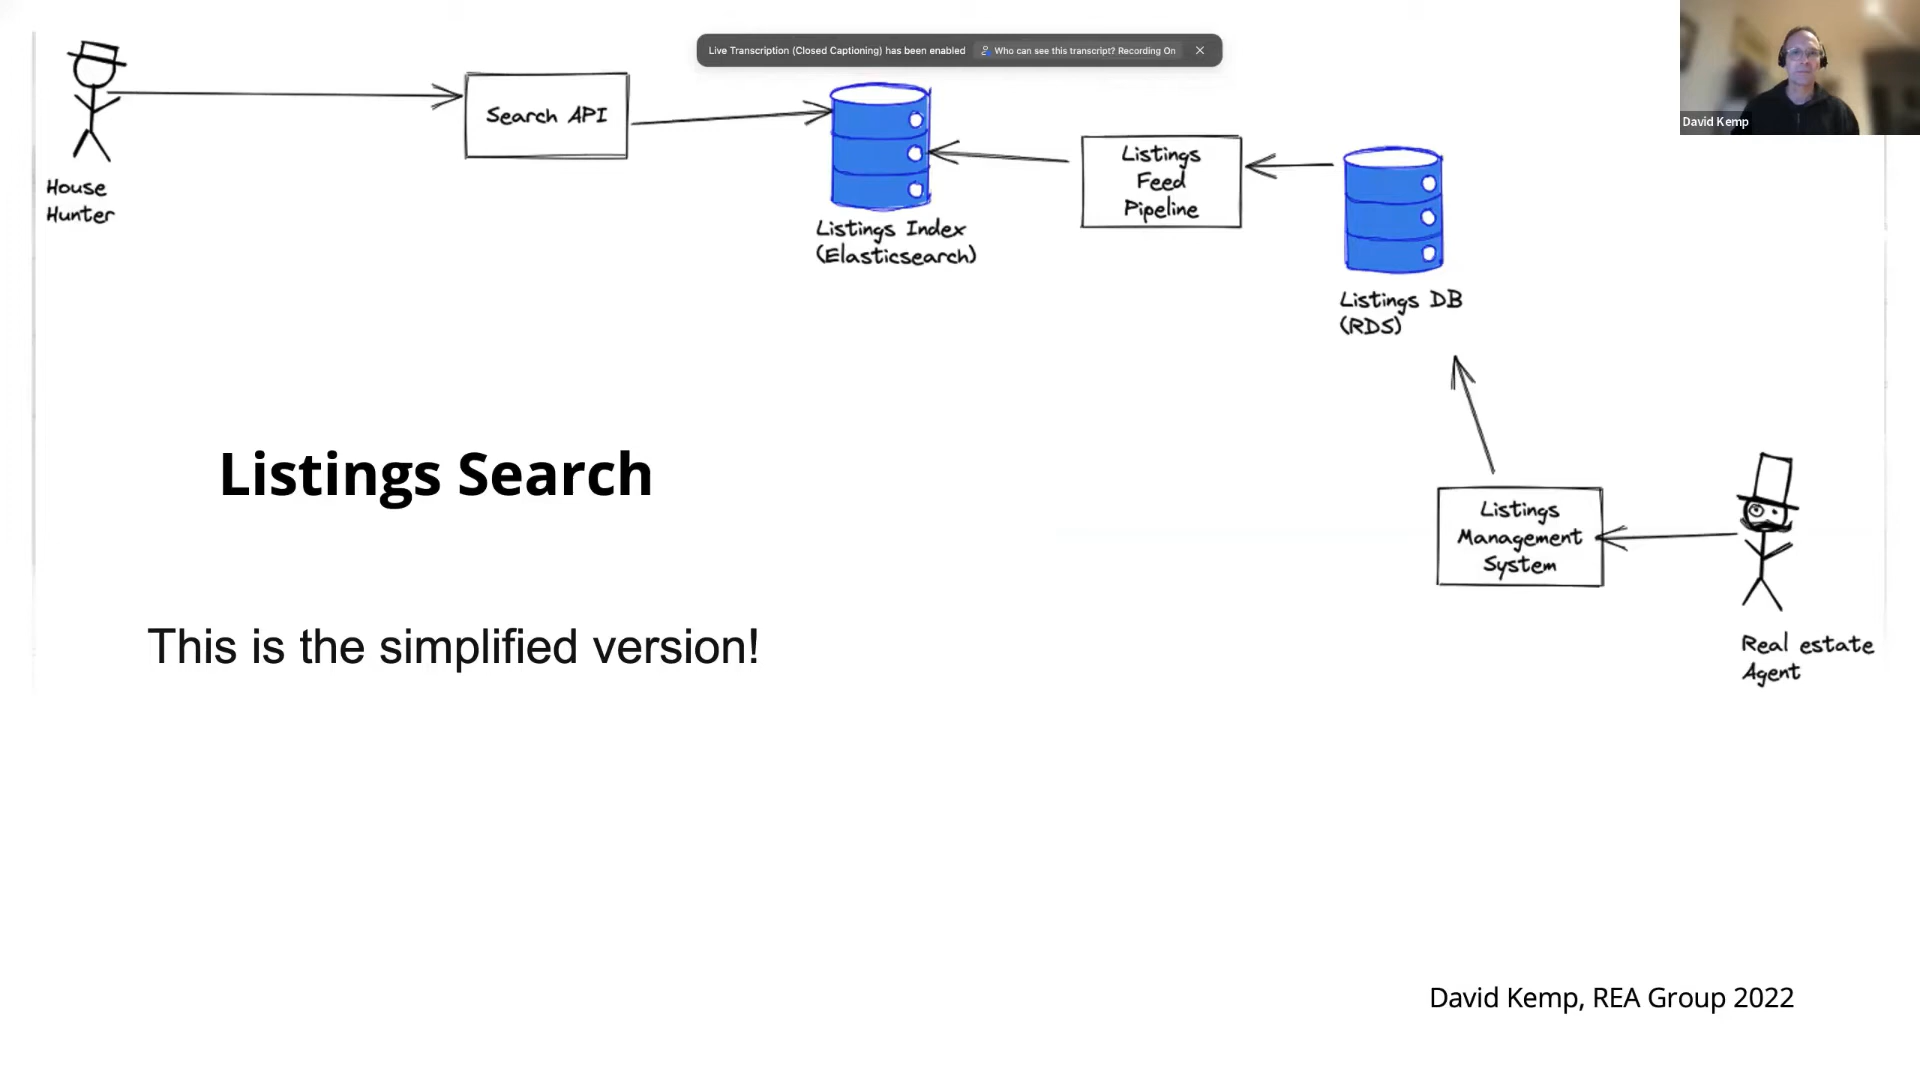 Live Transcription (Closed Captioning) has been enabled
Who can see this transcript? Recording On
David Kemp
House
Hunter
Search API
Listings Index
(Elasticsearch)
Listings
Feed
Pipeline
Listings DB
(RDS)
Listings
Management
System
Real estate
Agent
Listings Search
This is the simplified version!
David Kemp, REA Group 2022